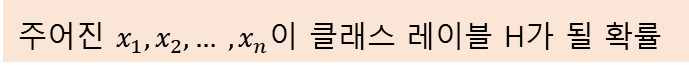 주어진 𝑥₁, 𝑥₂, … , 𝑥ₙ이 클래스 레이블 H가 될 확률